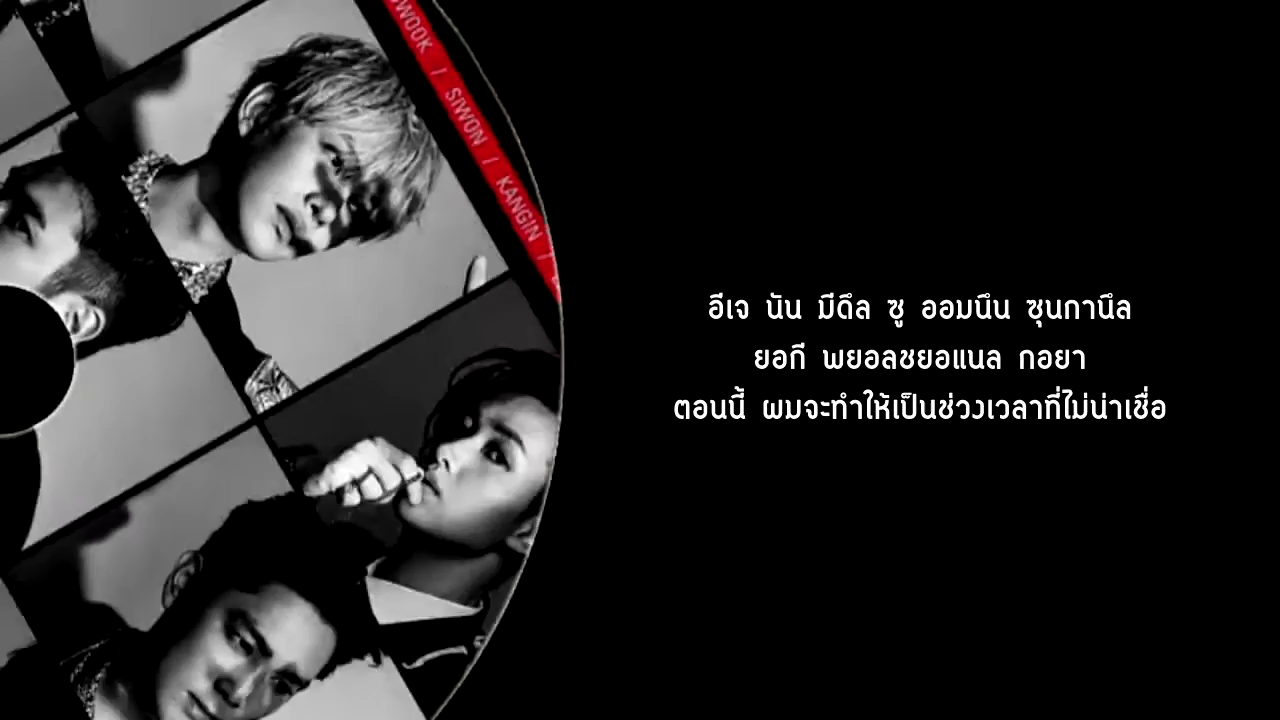 WOOK / SIWON / KANGIN /
อีเจ นัน มีดึล ซู ออมนึน ซุนกานึล
ยอกี พยอลชยอแนล กอยา
ตอนนี้ ผมจะทำให้เป็นช่วงเวลาที่ไม่น่าเชื่อ